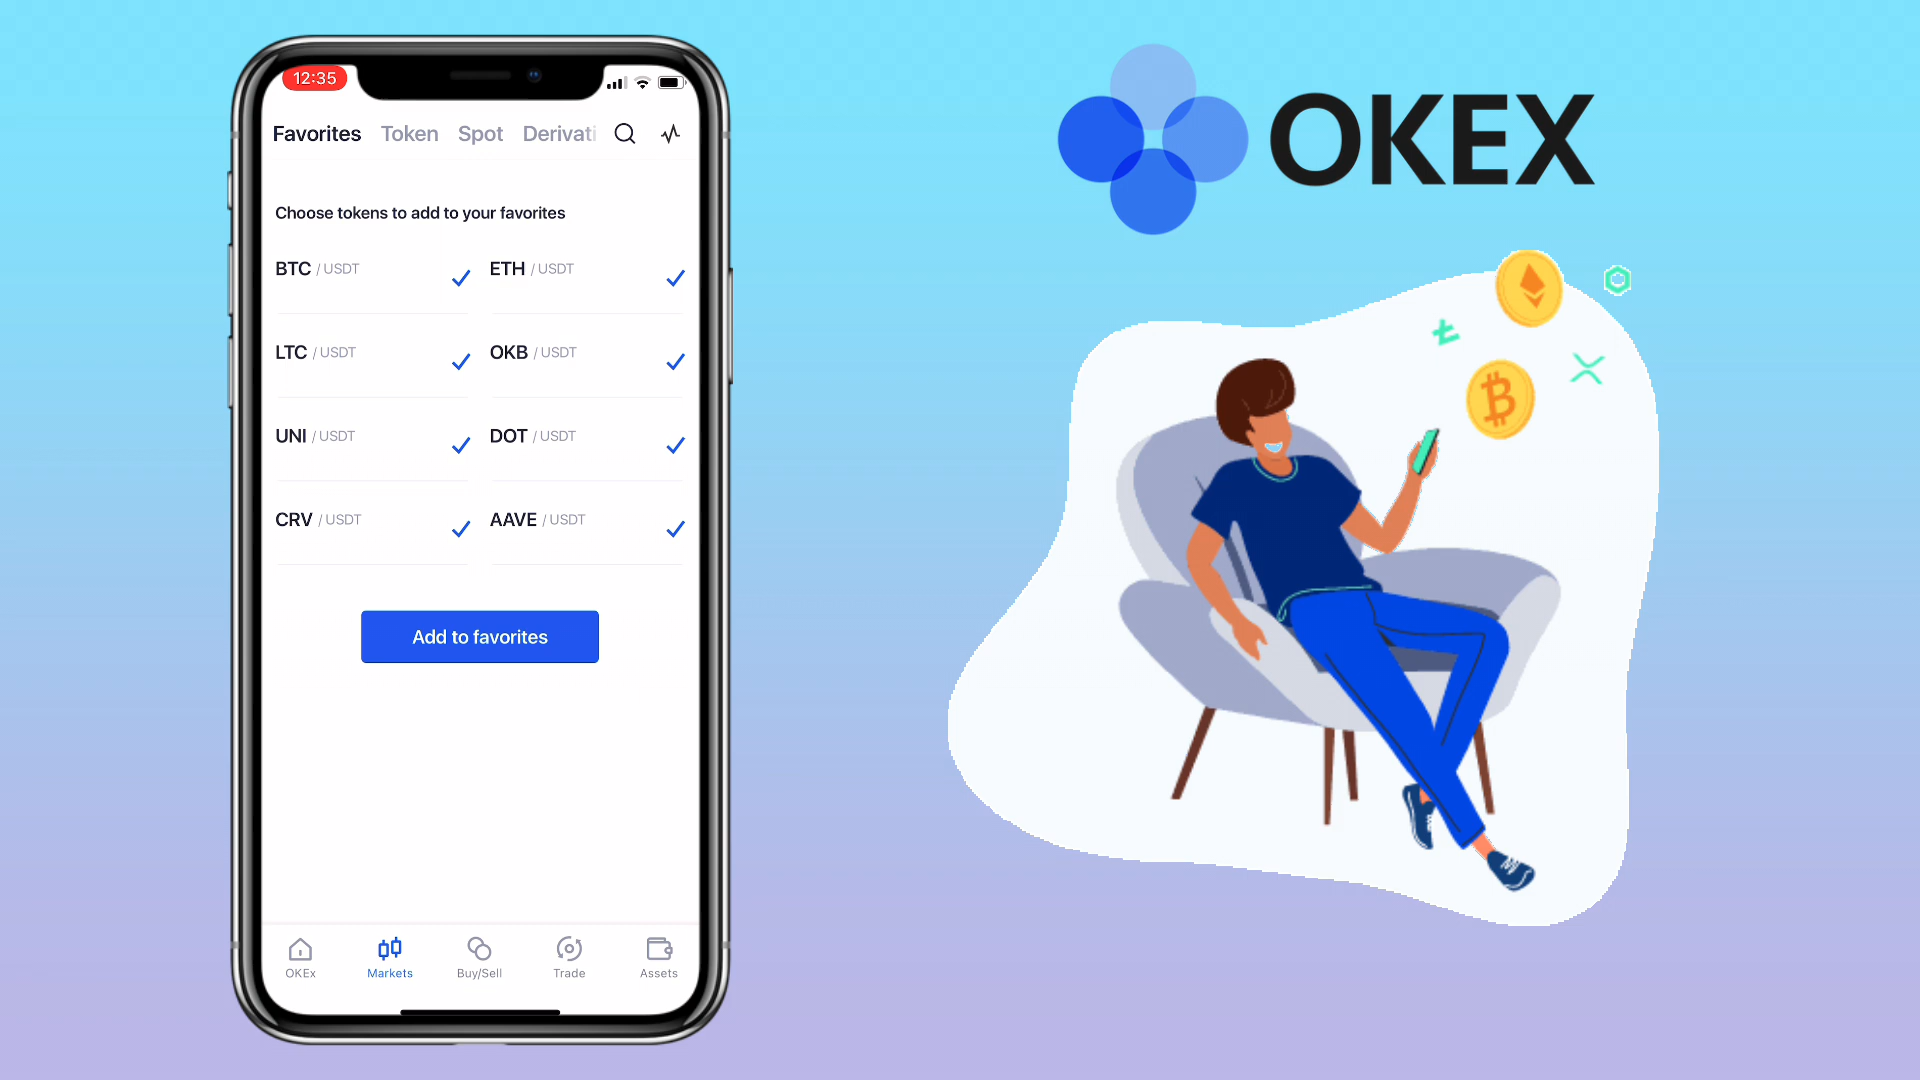 12:35
Favorites Token Spot Derivati
Choose tokens to add to your favorites
BTC / USDT ETH / USDT
LTC / USDT OKB / USDT
UNI / USDT DOT / USDT
CRV / USDT AAVE / USDT
Add to favorites
OKEx Markets Buy/Sell Trade Assets
OKEX